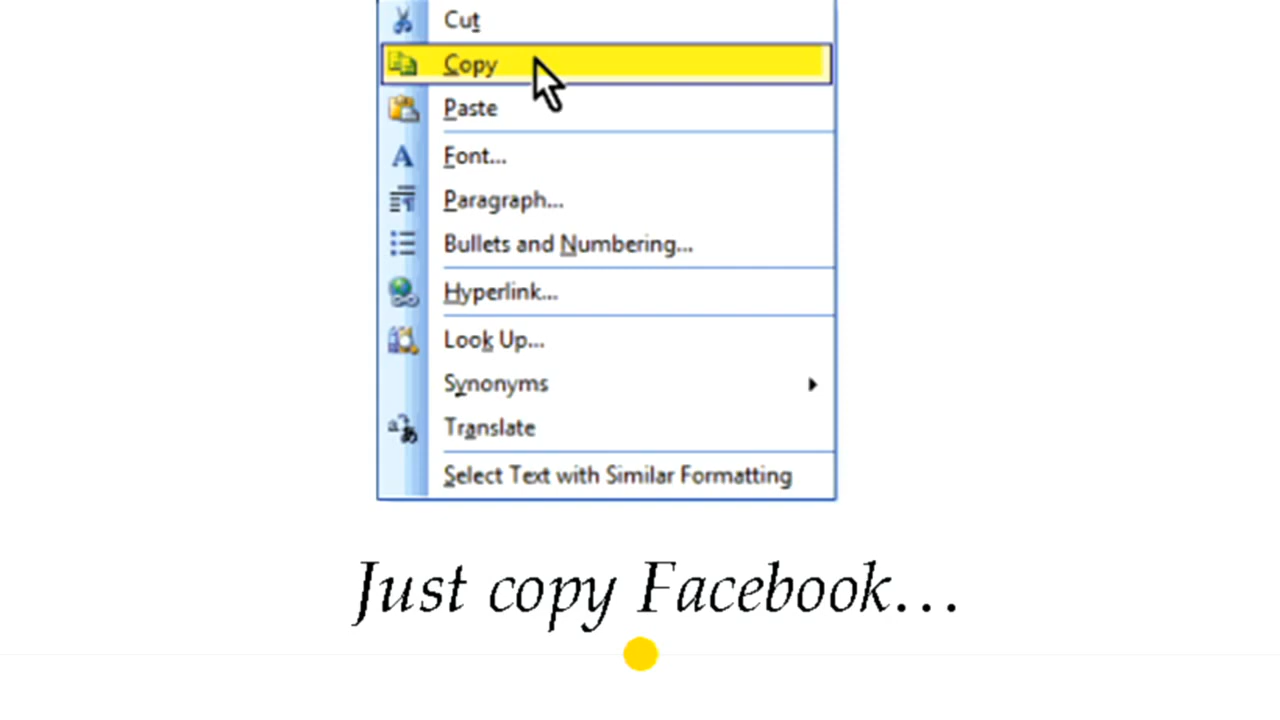 Cut
Copy
Paste
Font...
Paragraph...
Bullets and Numbering...
Hyperlink...
Look Up...
Synonyms
Translate
Select Text with Similar Formatting
Just copy Facebook...